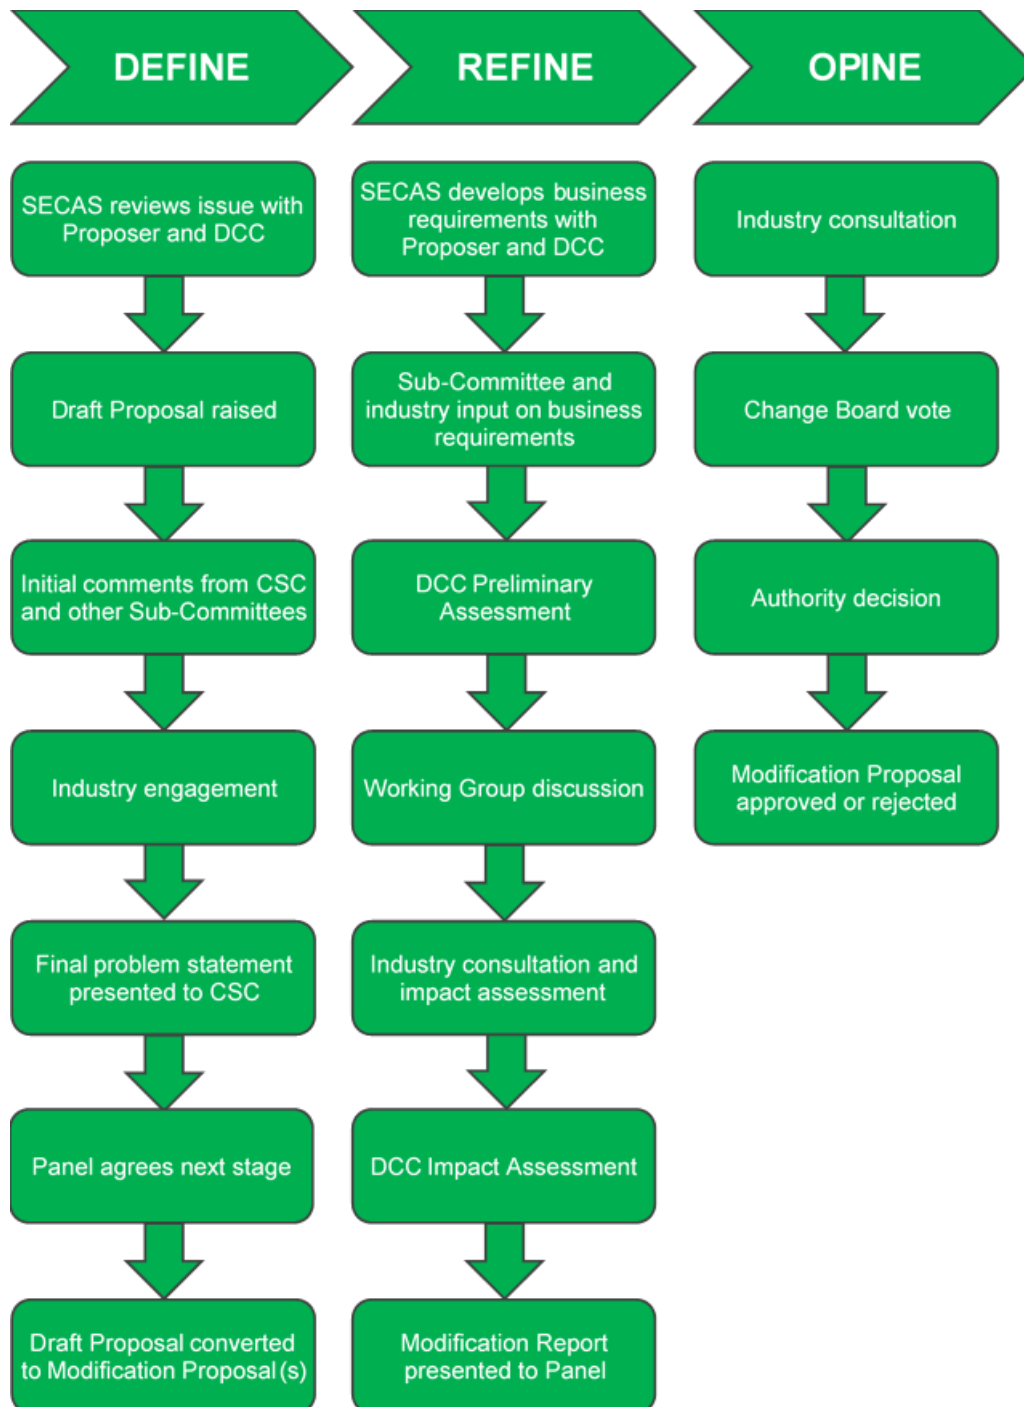 DEFINE
REFINE
OPINE
SECAS reviews issue with
Proposer and DCC
Draft Proposal raised
Initial comments from CSC
and other Sub-Committees
Industry engagement
Final problem statement
presented to CSC
Panel agrees next stage
Draft Proposal converted
to Modification Proposal(s)
SECAS develops business
requirements with
Proposer and DCC
Sub-Committee and
industry input on business
requirements
DCC Preliminary
Assessment
Working Group discussion
Industry consultation and
impact assessment
DCC Impact Assessment
Modification Report
presented to Panel
Industry consultation
Change Board vote
Authority decision
Modification Proposal
approved or rejected